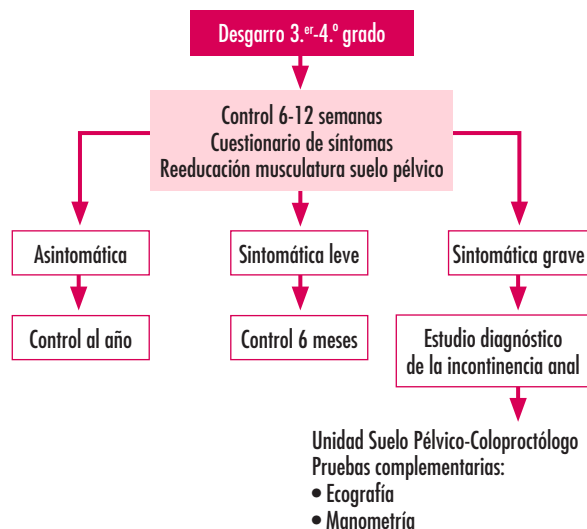 Desgarro 3.er-4.º grado
Control 6-12 semanas
Cuestionario de síntomas
Reeducación musculatura suelo pélvico
Asintomática
Sintomática leve
Sintomática grave
Control al año
Control 6 meses
Estudio diagnóstico
de la incontinencia anal
Unidad Suelo Pélvico-Coloproctólogo
Pruebas complementarias:
• Ecografía
• Manometría